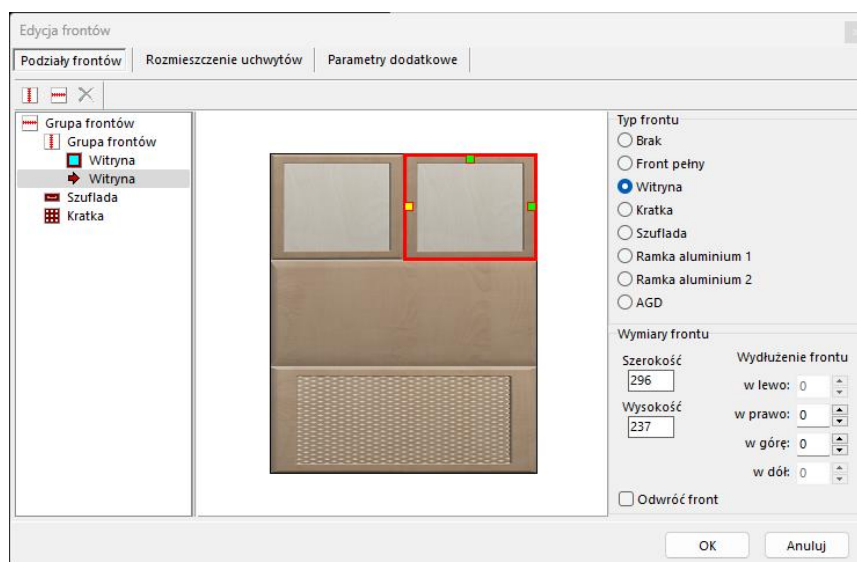 Edycja frontów
Podziały frontów
Rozmieszczenie uchwytów
Parametry dodatkowe
Grupa frontów
Grupa frontów
Witryna
Witryna
Szuflada
Kratka
Typ frontu
Brak
Front pełny
Witryna
Kratka
Szuflada
Ramka aluminium 1
Ramka aluminium 2
AGD
Wymiary frontu
Szerokość
296
Wysokość
237
Wydłużenie frontu
w lewo: 0
w prawo: 0
w górę: 0
w dół: 0
Odwróć front
OK
Anuluj